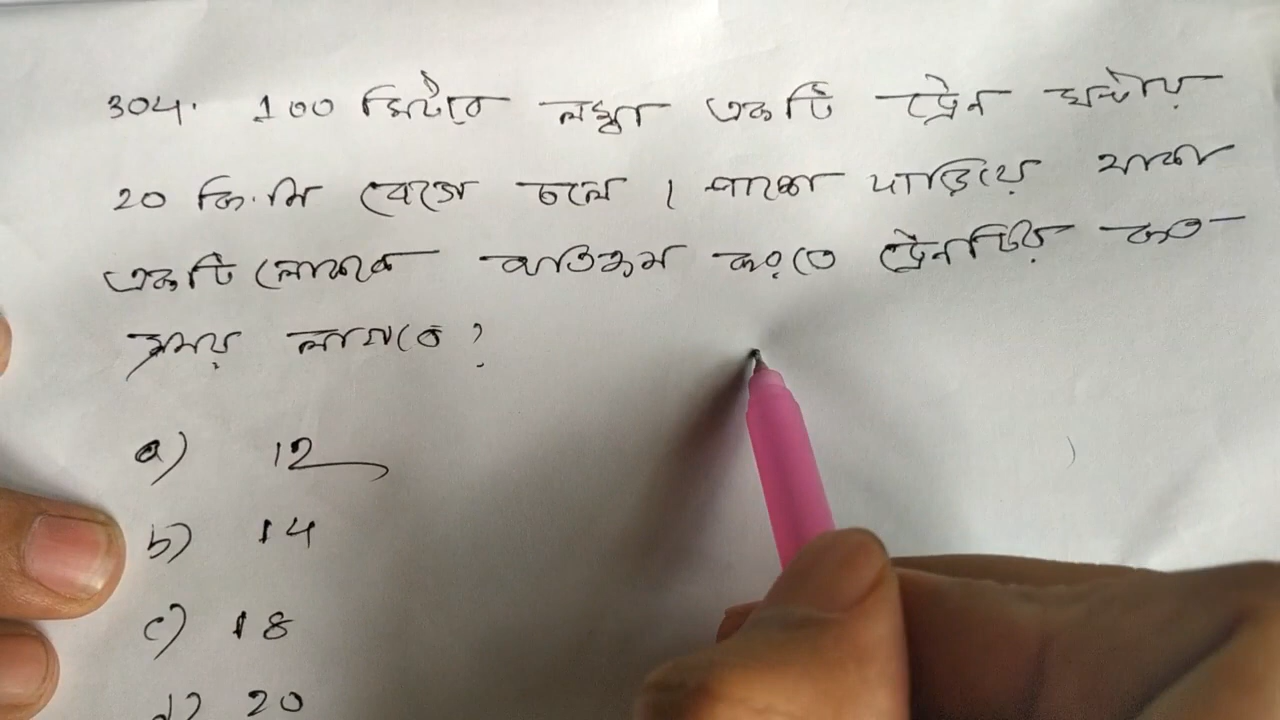 304. 100 মিটার লম্বা একটি ট্রেন ঘন্টায়
20 কি.মি বেগে চলে। পাশে দাড়িয়ে থাকা
একটি লোককে অতিক্রম করতে ট্রেনটির কত
সময় লাগবে?
a) 12
b) 14
c) 18
d) 20